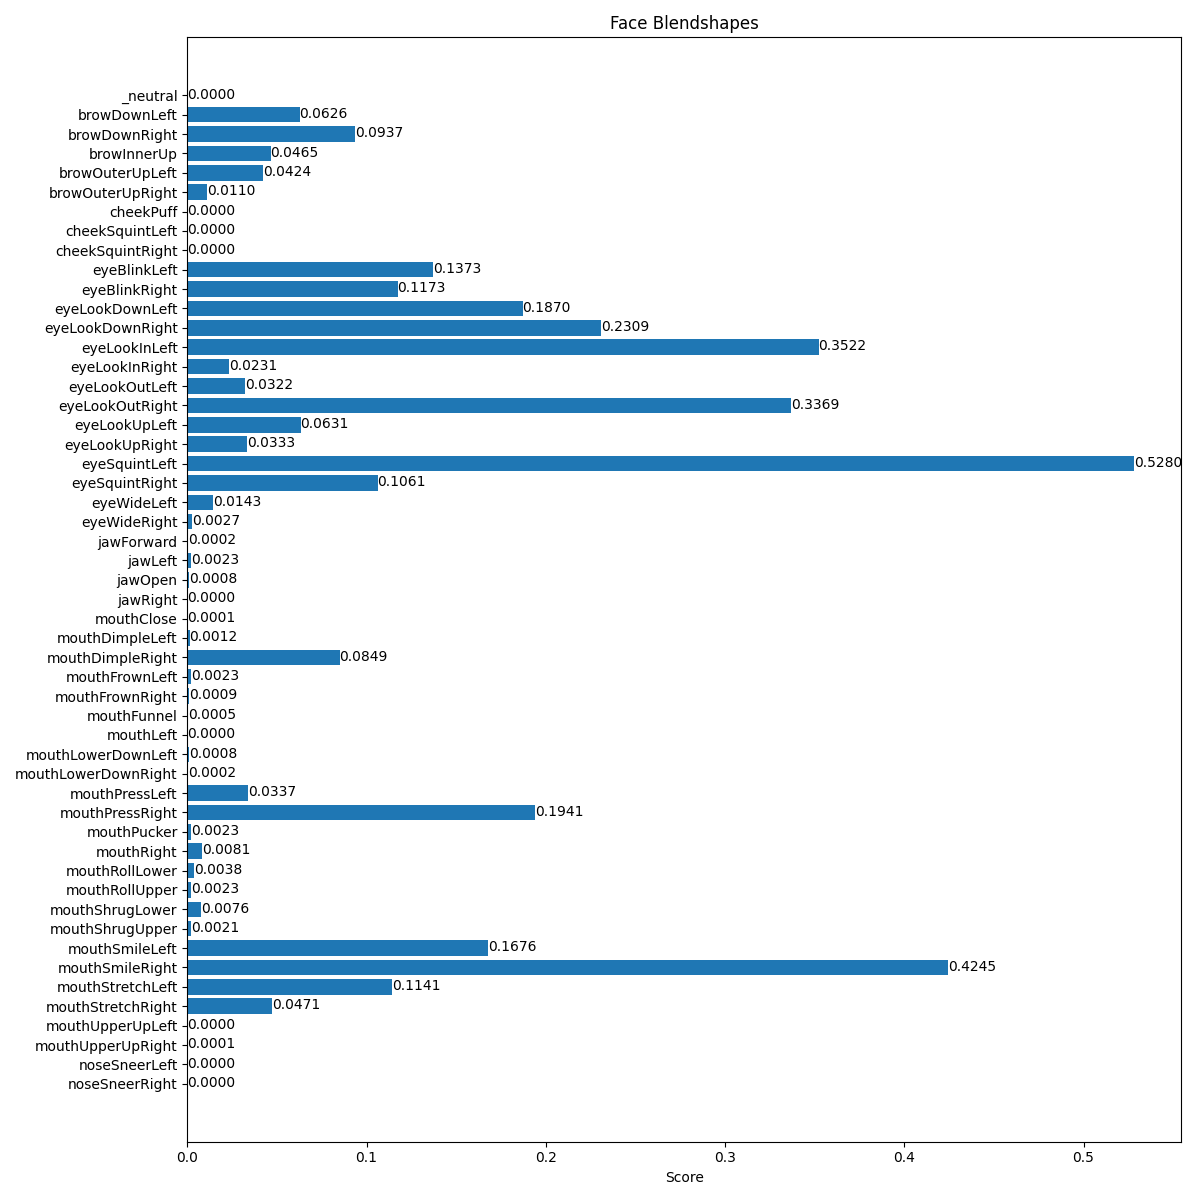 Face Blendshapes
_neutral 0.0000
browDownLeft 0.0626
browDownRight 0.0937
browInnerUp 0.0465
browOuterUpLeft 0.0424
browOuterUpRight 0.0110
cheekPuff 0.0000
cheekSquintLeft 0.0000
cheekSquintRight 0.0000
eyeBlinkLeft 0.1373
eyeBlinkRight 0.1173
eyeLookDownLeft 0.1870
eyeLookDownRight 0.2309
eyeLookInLeft 0.3522
eyeLookInRight 0.0231
eyeLookOutLeft 0.0322
eyeLookOutRight 0.3369
eyeLookUpLeft 0.0631
eyeLookUpRight 0.0333
eyeSquintLeft 0.5280
eyeSquintRight 0.1061
eyeWideLeft 0.0143
eyeWideRight 0.0027
jawForward 0.0002
jawLeft 0.0023
jawOpen 0.0008
jawRight 0.0000
mouthClose 0.0001
mouthDimpleLeft 0.0012
mouthDimpleRight 0.0849
mouthFrownLeft 0.0023
mouthFrownRight 0.0009
mouthFunnel 0.0005
mouthLeft 0.0000
mouthLowerDownLeft 0.0008
mouthLowerDownRight 0.0002
mouthPressLeft 0.0337
mouthPressRight 0.1941
mouthPucker 0.0023
mouthRight 0.0081
mouthRollLower 0.0038
mouthRollUpper 0.0023
mouthShrugLower 0.0076
mouthShrugUpper 0.0021
mouthSmileLeft 0.1676
mouthSmileRight 0.4245
mouthStretchLeft 0.1141
mouthStretchRight 0.0471
mouthUpperUpLeft 0.0000
mouthUpperUpRight 0.0001
noseSneerLeft 0.0000
noseSneerRight 0.0000
0.0 0.1 0.2 0.3 0.4 0.5
Score